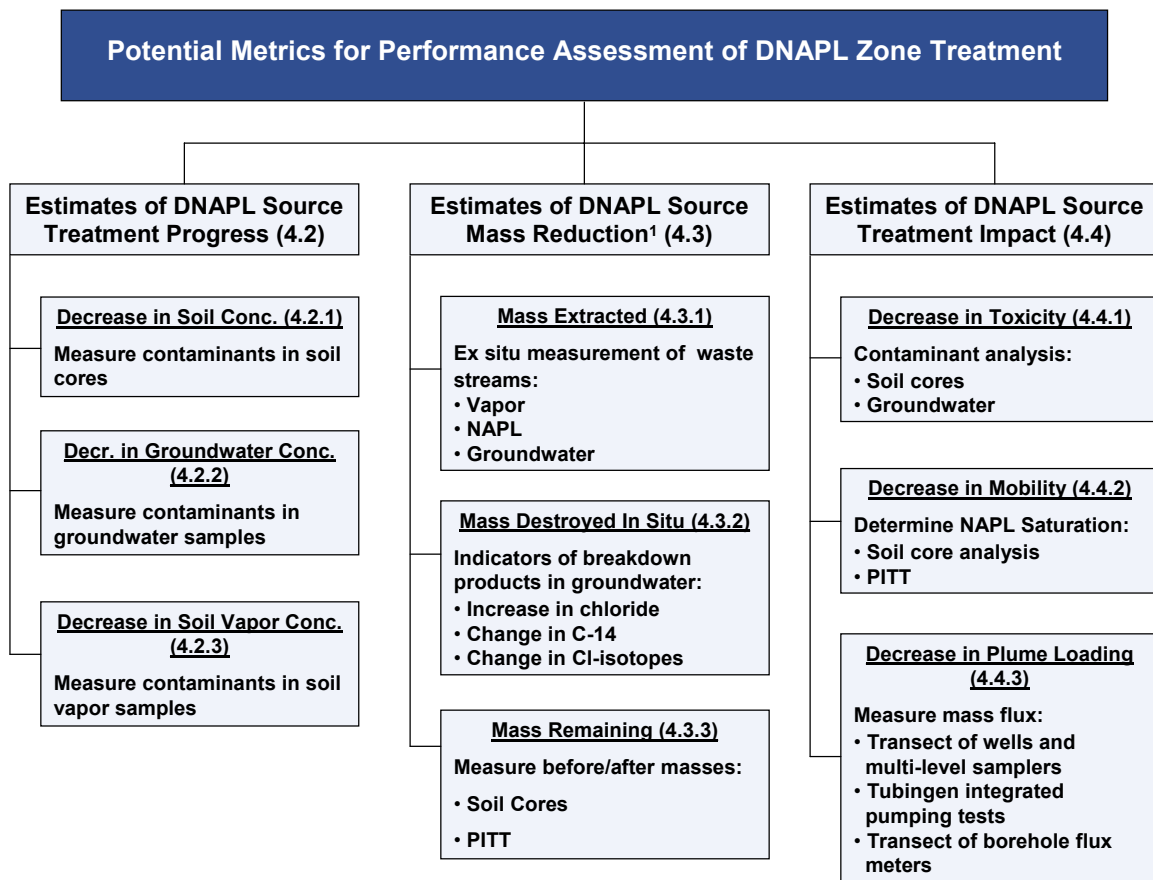 Potential Metrics for Performance Assessment of DNAPL Zone Treatment
Estimates of DNAPL Source
Treatment Progress (4.2)
Decrease in Soil Conc. (4.2.1)
Measure contaminants in soil
cores
Decr. in Groundwater Conc.
(4.2.2)
Measure contaminants in
groundwater samples
Decrease in Soil Vapor Conc.
(4.2.3)
Measure contaminants in soil
vapor samples
Estimates of DNAPL Source
Mass Reduction¹ (4.3)
Mass Extracted (4.3.1)
Ex situ measurement of waste
streams:
• Vapor
• NAPL
• Groundwater
Mass Destroyed In Situ (4.3.2)
Indicators of breakdown
products in groundwater:
• Increase in chloride
• Change in C-14
• Change in Cl-isotopes
Mass Remaining (4.3.3)
Measure before/after masses:
• Soil Cores
• PITT
Estimates of DNAPL Source
Treatment Impact (4.4)
Decrease in Toxicity (4.4.1)
Contaminant analysis:
• Soil cores
• Groundwater
Decrease in Mobility (4.4.2)
Determine NAPL Saturation:
• Soil core analysis
• PITT
Decrease in Plume Loading
(4.4.3)
Measure mass flux:
• Transect of wells and
multi-level samplers
• Tubingen integrated
pumping tests
• Transect of borehole flux
meters